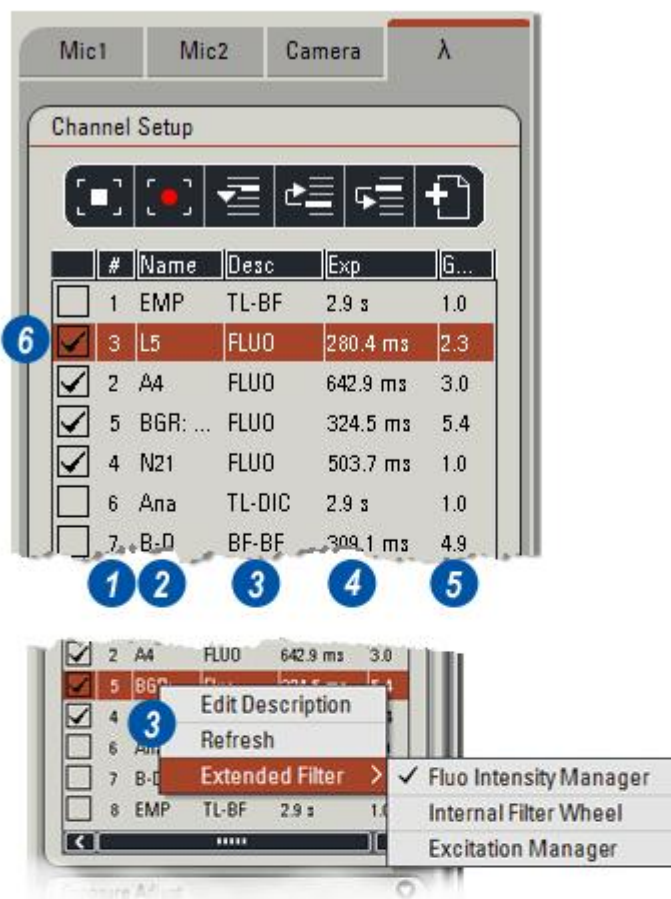 Mic1 Mic2 Camera λ
Channel Setup
# Name Desc Exp G...
1 EMP TL-BF 2.9 s 1.0
6 3 L5 FLUO 280.4 ms 2.3
2 A4 FLUO 642.9 ms 3.0
5 BGR: ... FLUO 324.5 ms 5.4
4 N21 FLUO 503.7 ms 1.0
6 Ana TL-DIC 2.9 s 1.0
7 B-D BF-BF 309.1 ms 4.9
1 2 3 4 5
2 A4 FLUO 642.9 ms 3.0
5 BGR:
Edit Description
4
3
Refresh
6
Extended Filter > ✓ Fluo Intensity Manager
7 B-D
Internal Filter Wheel
8 EMP TL-BF 2.9 s
Excitation Manager